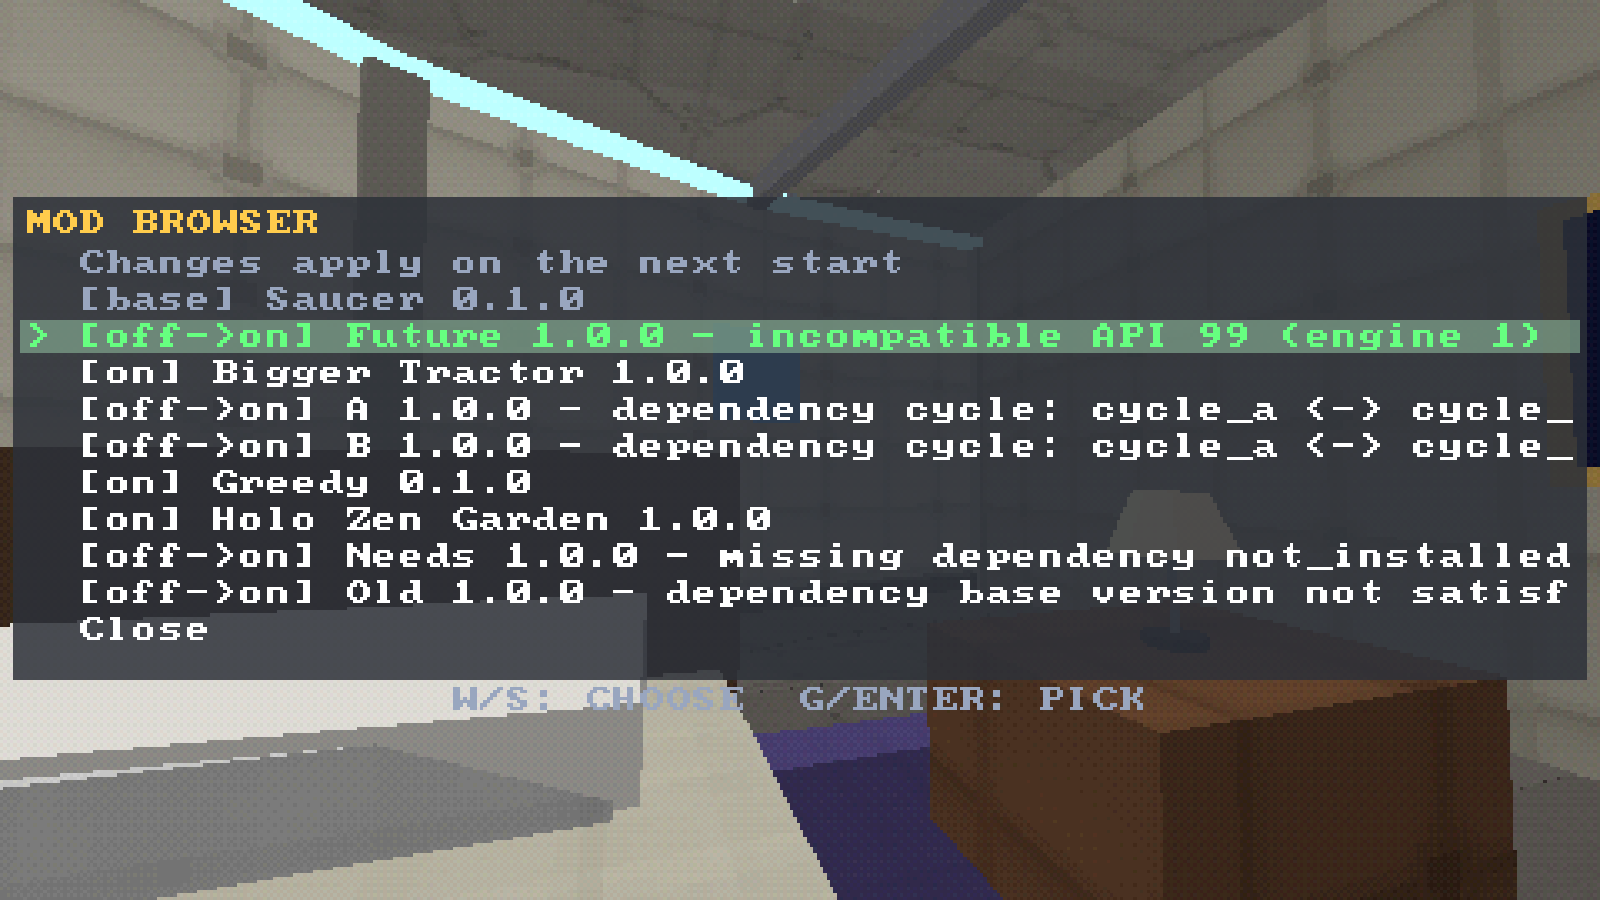 MOD BROWSER
Changes apply on the next start
[base] Saucer 0.1.0
> [off->on] Future 1.0.0 - incompatible API 99 (engine 1)
[on] Bigger Tractor 1.0.0
[off->on] A 1.0.0 - dependency cycle: cycle_a <-> cycle_
[off->on] B 1.0.0 - dependency cycle: cycle_a <-> cycle_
[on] Greedy 0.1.0
[on] Holo Zen Garden 1.0.0
[off->on] Needs 1.0.0 - missing dependency not_installed
[off->on] Old 1.0.0 - dependency base version not satisf
Close
W/S: CHOOSE G/ENTER: PICK